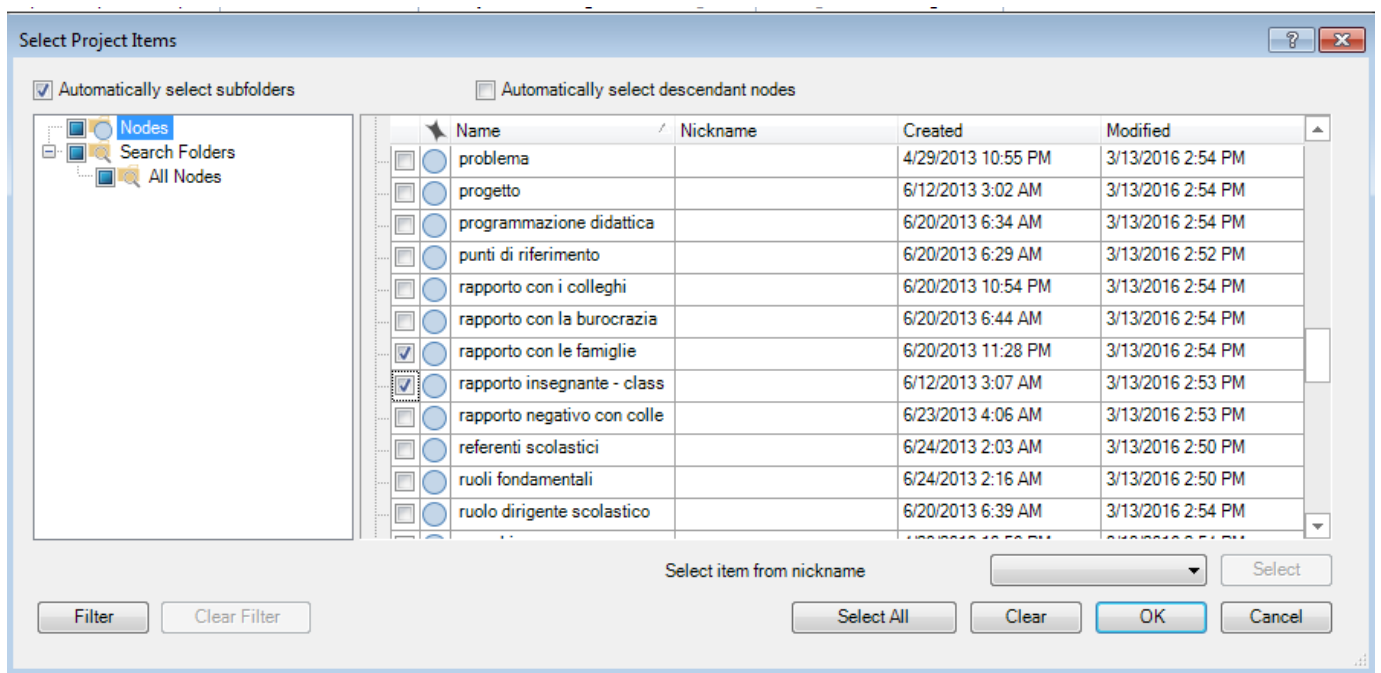 Select Project Items
Automatically select subfolders Automatically select descendant nodes
Nodes
Search Folders
All Nodes
Name Nickname Created Modified
problema 4/29/2013 10:55 PM 3/13/2016 2:54 PM
progetto 6/12/2013 3:02 AM 3/13/2016 2:54 PM
programmazione didattica 6/20/2013 6:34 AM 3/13/2016 2:54 PM
punti di riferimento 6/20/2013 6:29 AM 3/13/2016 2:52 PM
rapporto con i colleghi 6/20/2013 10:54 PM 3/13/2016 2:54 PM
rapporto con la burocrazia 6/20/2013 6:44 AM 3/13/2016 2:54 PM
rapporto con le famiglie 6/20/2013 11:28 PM 3/13/2016 2:54 PM
rapporto insegnante - class 6/12/2013 3:07 AM 3/13/2016 2:53 PM
rapporto negativo con colle 6/23/2013 4:06 AM 3/13/2016 2:53 PM
referenti scolastici 6/24/2013 2:03 AM 3/13/2016 2:50 PM
ruoli fondamentali 6/24/2013 2:16 AM 3/13/2016 2:50 PM
ruolo dirigente scolastico 6/20/2013 6:39 AM 3/13/2016 2:54 PM
Select item from nickname Select
Filter Clear Filter Select All Clear OK Cancel